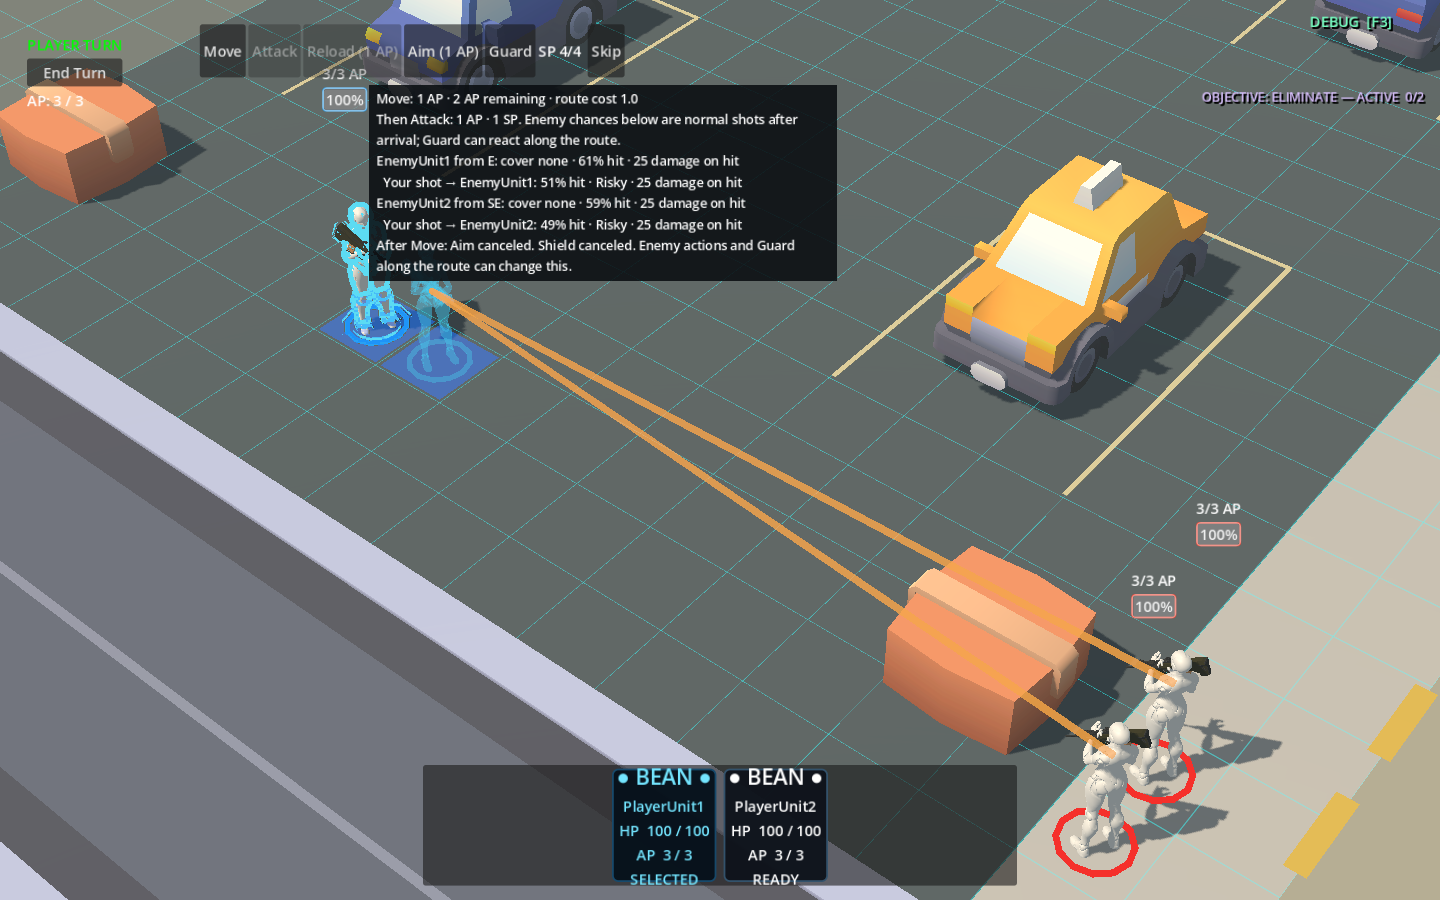 PLAYER TURN
End Turn
AP: 3 / 3
Move
Attack
Reload (1 AP)
Aim (1 AP)
Guard
SP 4/4
Skip
DEBUG [F3]
OBJECTIVE: ELIMINATE — ACTIVE 0/2
3/3 AP
100%
Move: 1 AP · 2 AP remaining · route cost 1.0
Then Attack: 1 AP · 1 SP. Enemy chances below are normal shots after
arrival; Guard can react along the route.
EnemyUnit1 from E: cover none · 61% hit · 25 damage on hit
Your shot → EnemyUnit1: 51% hit · Risky · 25 damage on hit
EnemyUnit2 from SE: cover none · 59% hit · 25 damage on hit
Your shot → EnemyUnit2: 49% hit · Risky · 25 damage on hit
After Move: Aim canceled. Shield canceled. Enemy actions and Guard
along the route can change this.
3/3 AP
100%
3/3 AP
100%
• BEAN •
PlayerUnit1
HP 100 / 100
AP 3 / 3
SELECTED
• BEAN •
PlayerUnit2
HP 100 / 100
AP 3 / 3
READY